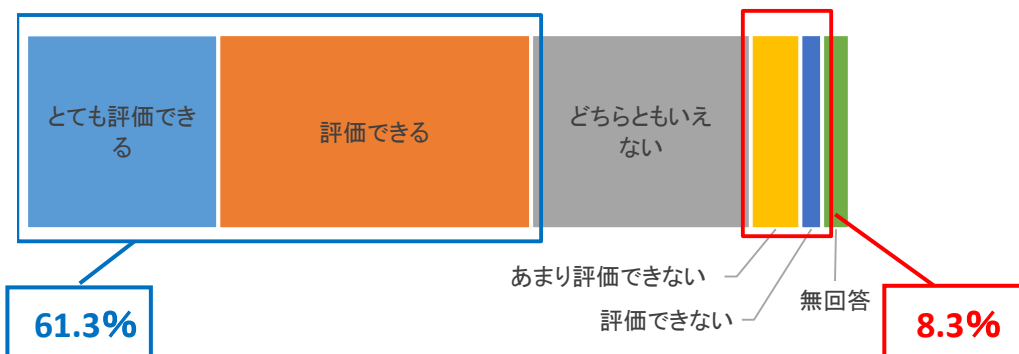 とても評価でき
る
評価できる
どちらともいえ
ない
あまり評価できない
評価できない
無回答
61.3%
8.3%